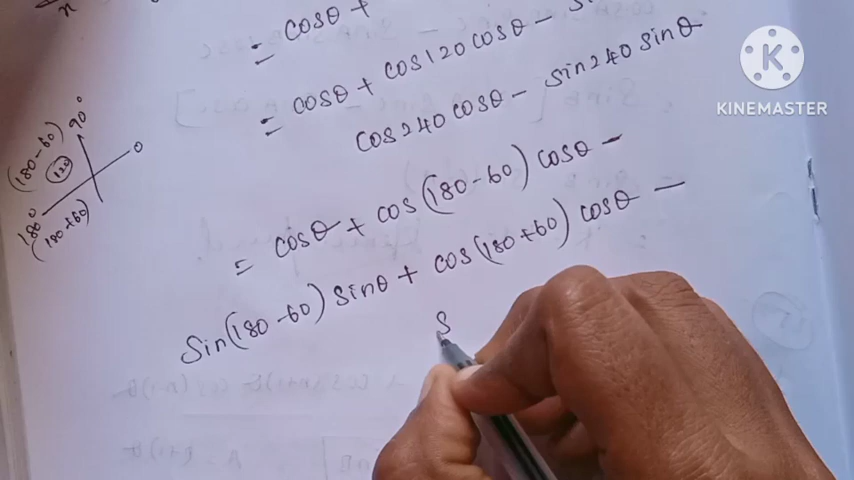 = cosθ +
= cosθ + cos120 cosθ -
cos240 cosθ - sin240 sinθ
= cosθ + cos(180-60) cosθ -
sin(180-60) sinθ + cos(180+60) cosθ -
S
90°
(180-60)
120
0
180°
(180+60)
K
KINEMASTER